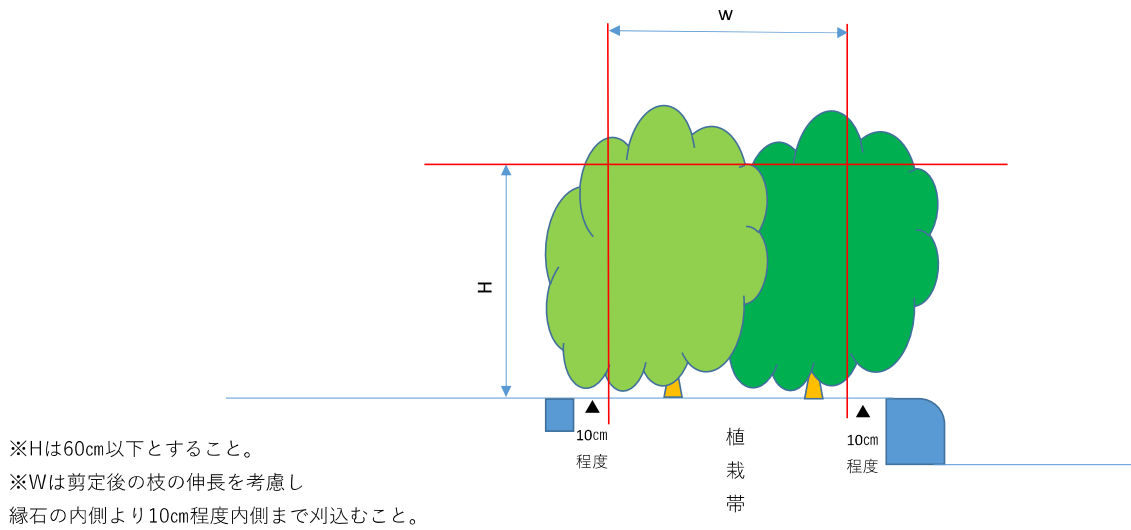 W
H
10㎝
程度
植
栽
帯
10㎝
程度
※Hは60㎝以下とすること。
※Wは剪定後の枝の伸長を考慮し
縁石の内側より10㎝程度内側まで刈込むこと。